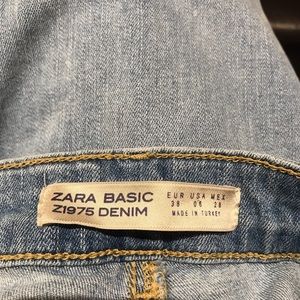 ZARA BASIC
Z1975 DENIM
EUR USA MEX
38 06 28
MADE IN TURKEY